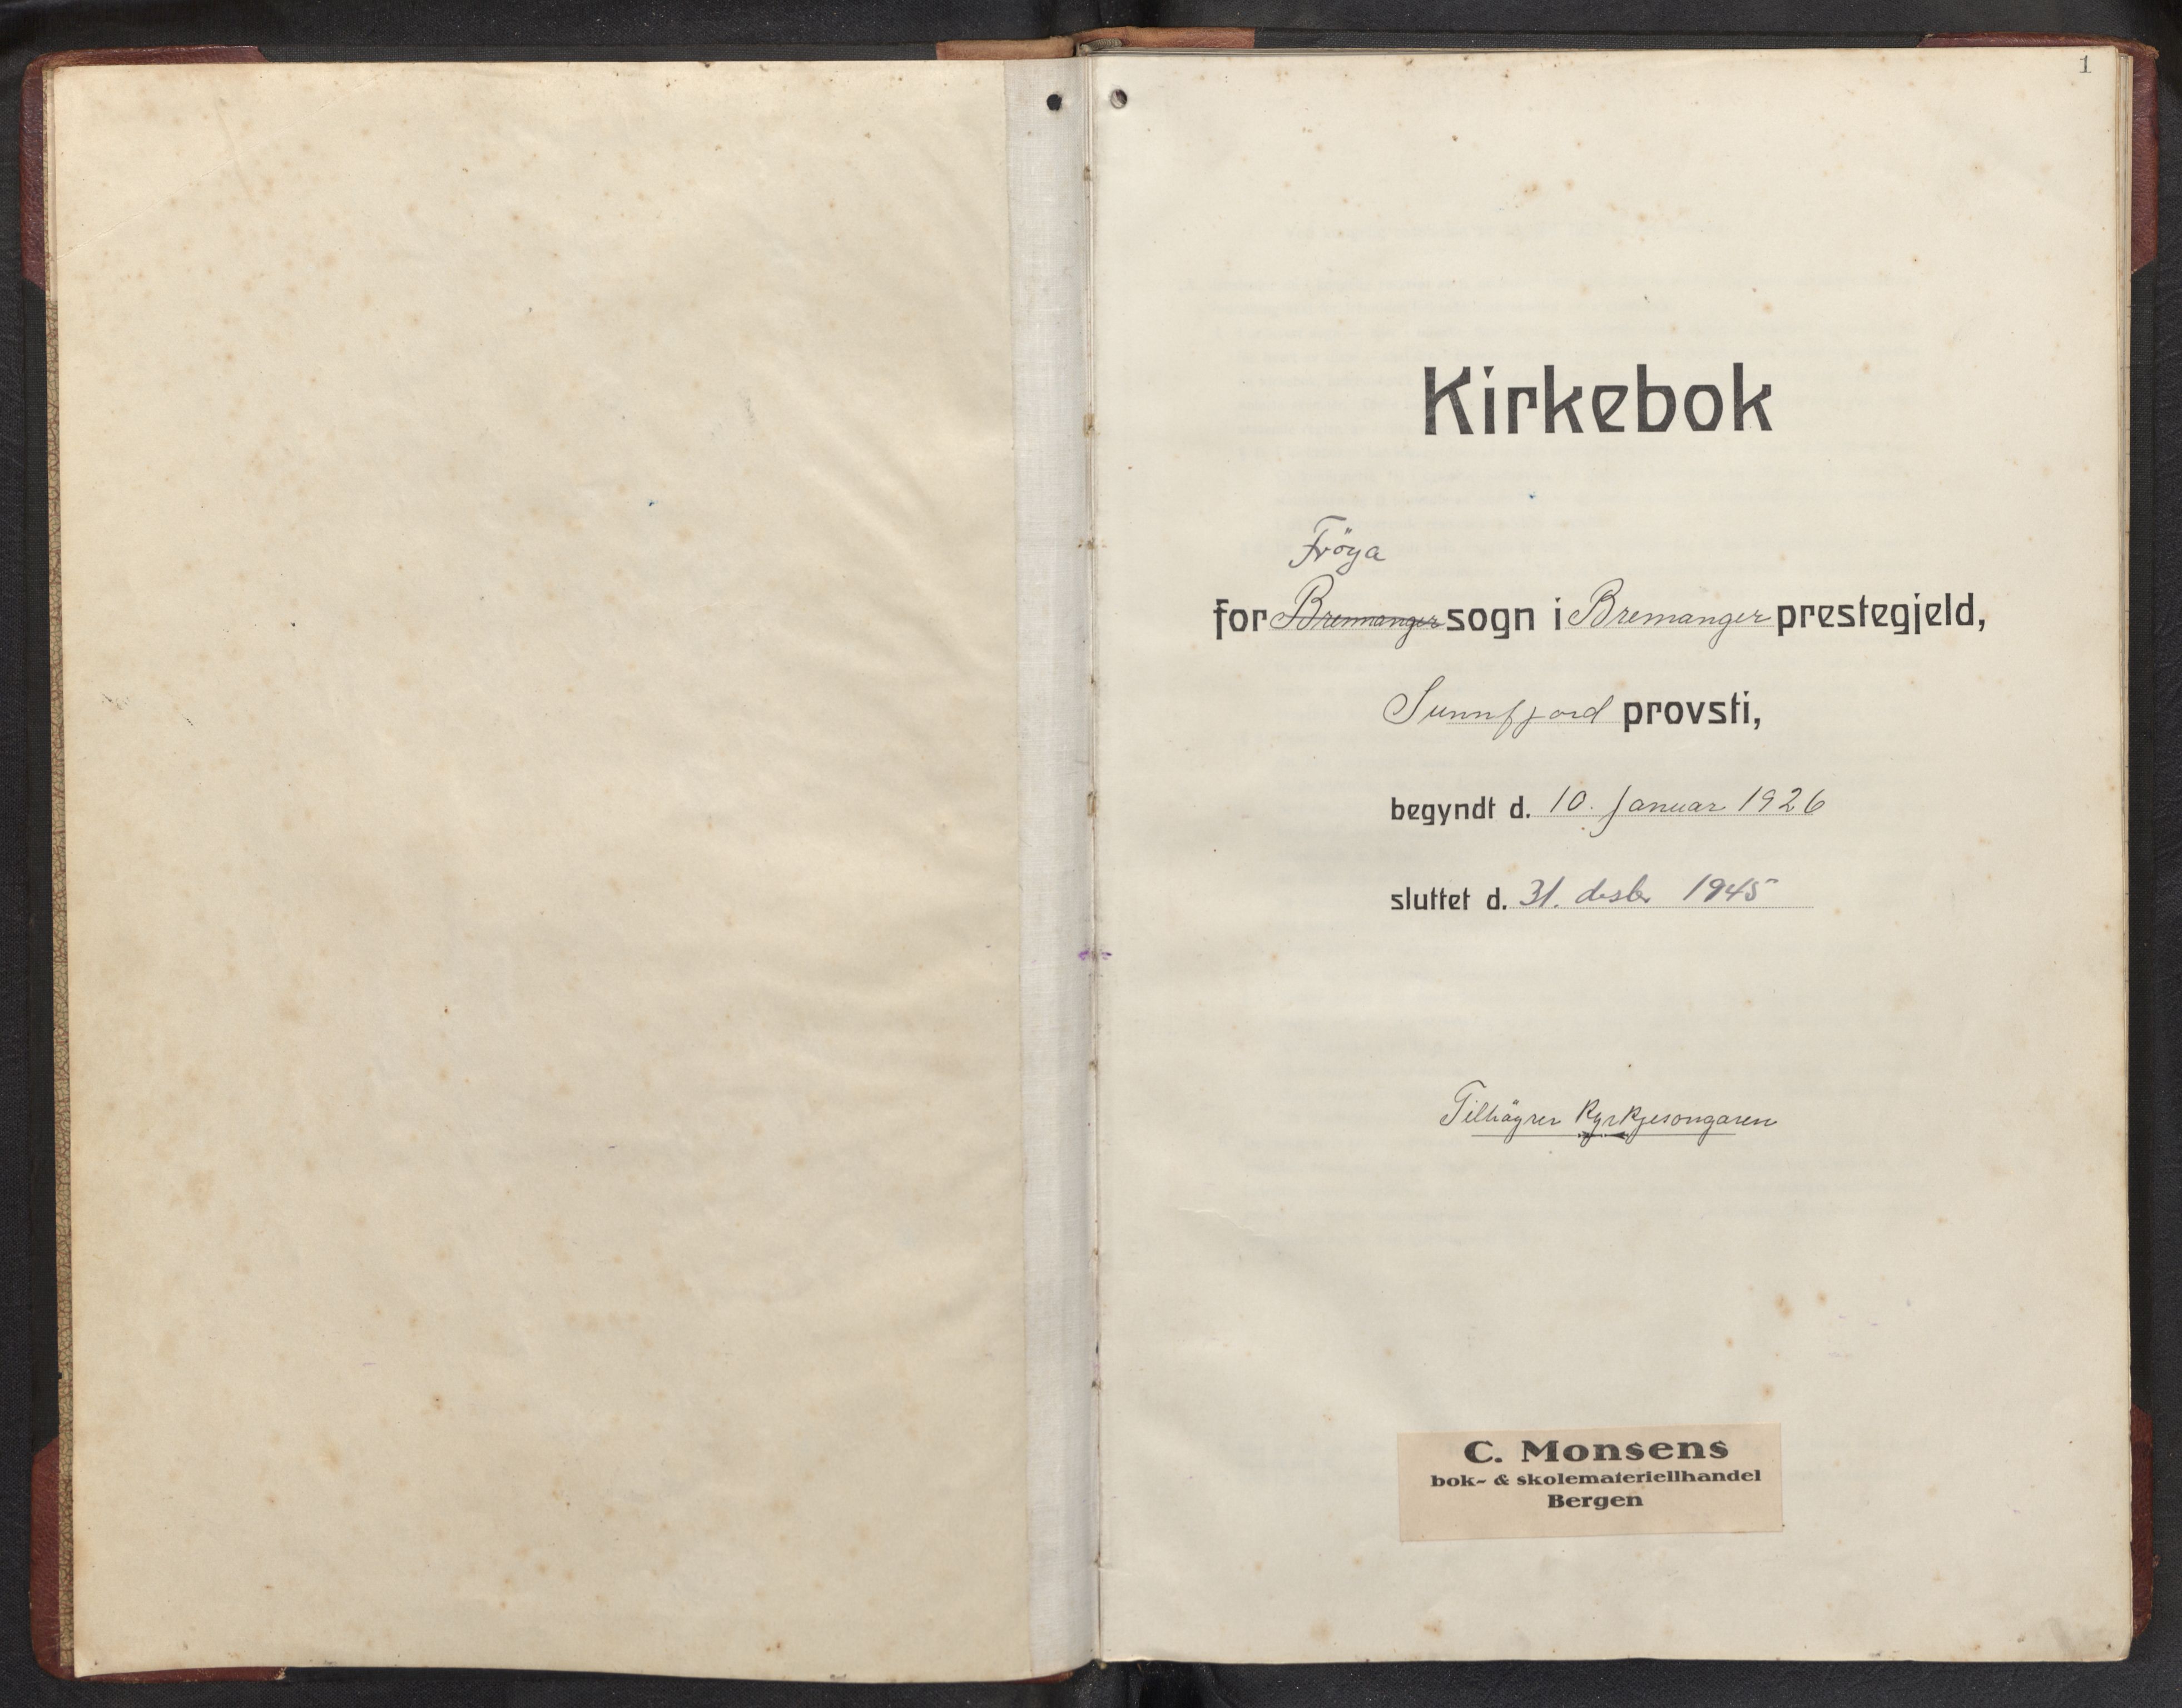 1
Kirkebok
Fröya
for Bremanger sogn i Bremanger prestegjeld,
Sunnfjord provsti,
begyndt d. 10. Januar 1926
sluttet d. 31. desbr 1945
Tilhøyrer Kyrkjesongaren
C. Monsens
bok- & skolemateriellhandel
Bergen